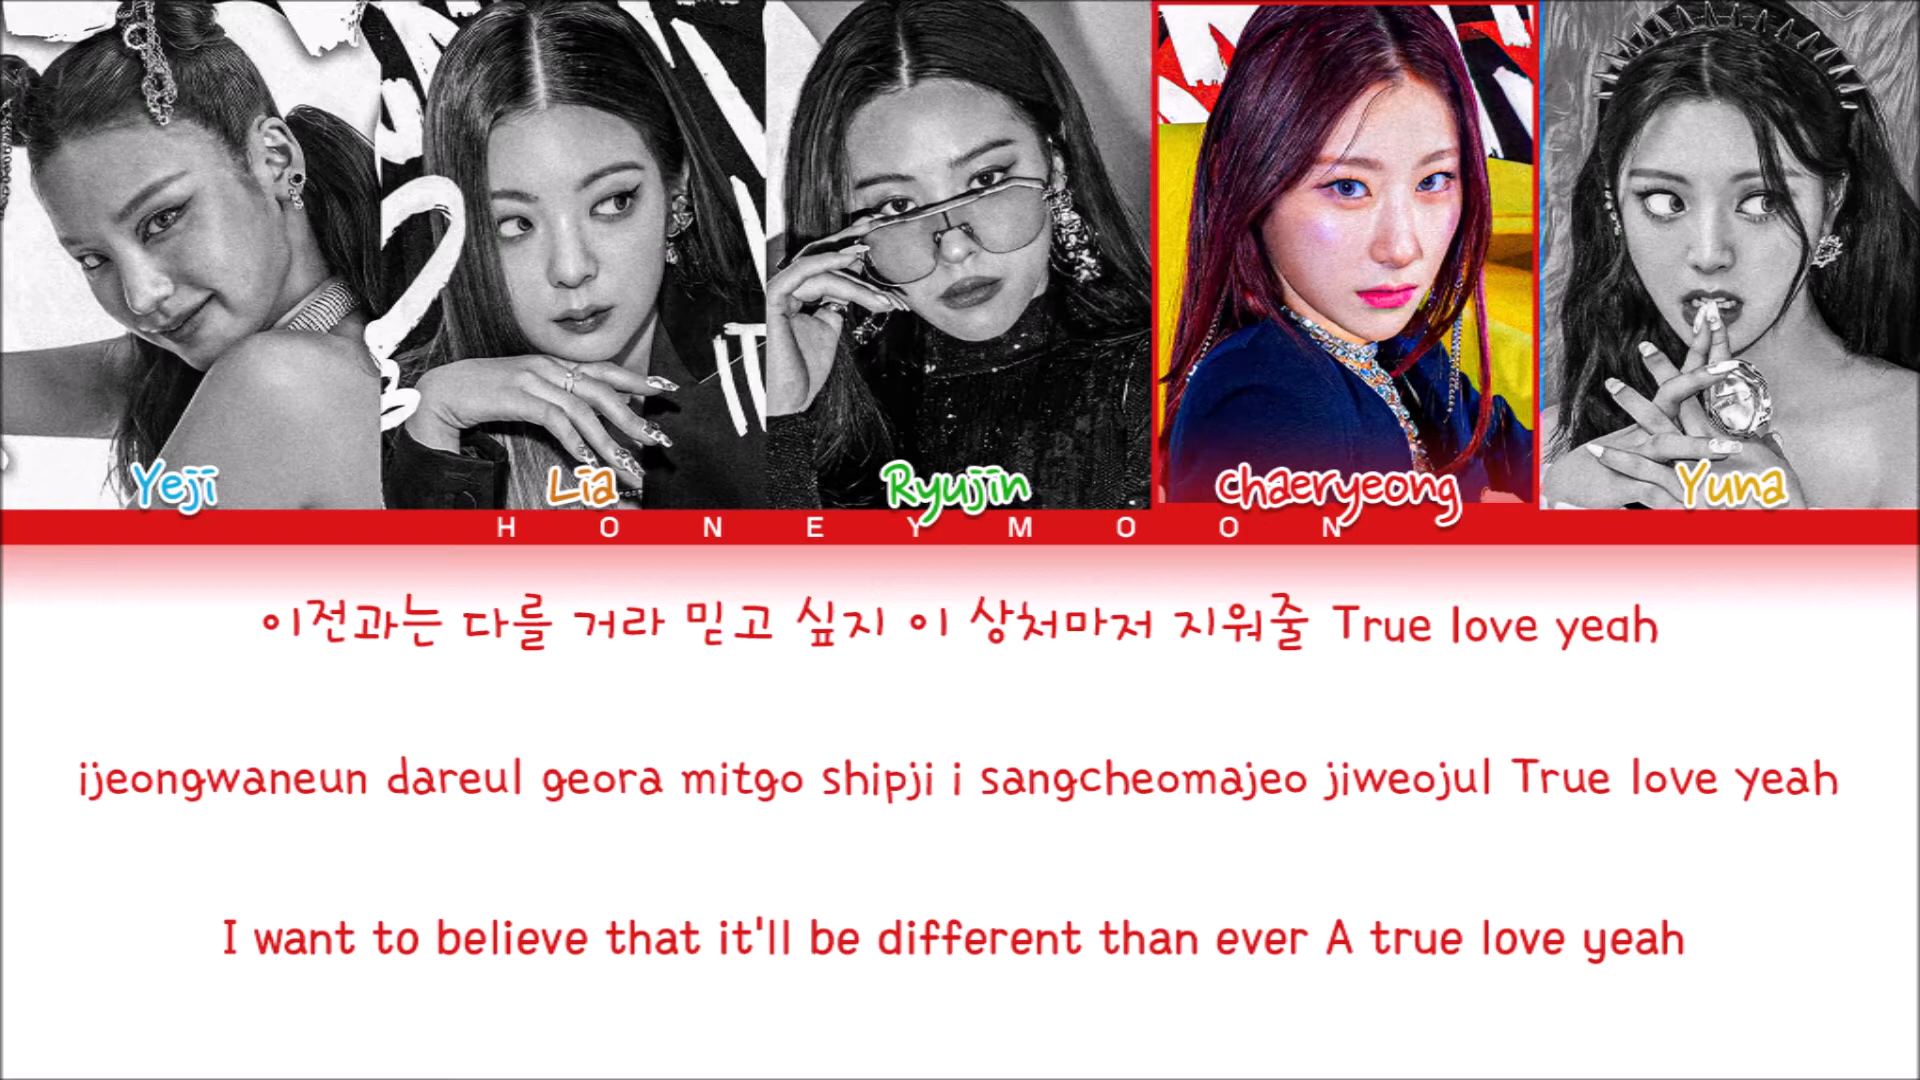 Yeji Lia Ryujin chaeryeong Yuna
HONEYMOON
이전과는 다를 거라 믿고 싶지 이 상처마저 지워줄 True love yeah
ijeongwaneun dareul geora mitgo shipji i sangcheomajeo jiweojul True love yeah
I want to believe that it'll be different than ever A true love yeah